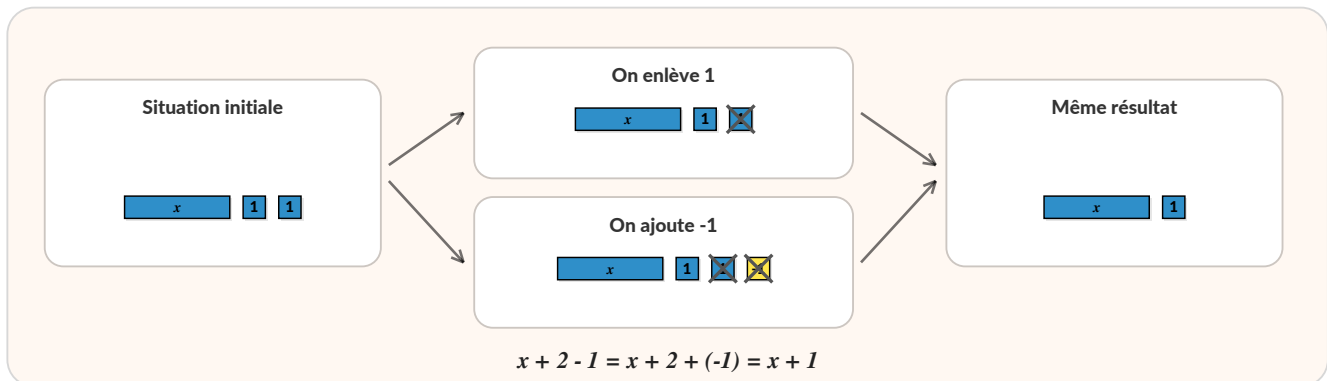 Situation initiale
x 1 1
On enlève 1
x 1
On ajoute -1
x 1
Même résultat
x 1
x + 2 - 1 = x + 2 + (-1) = x + 1